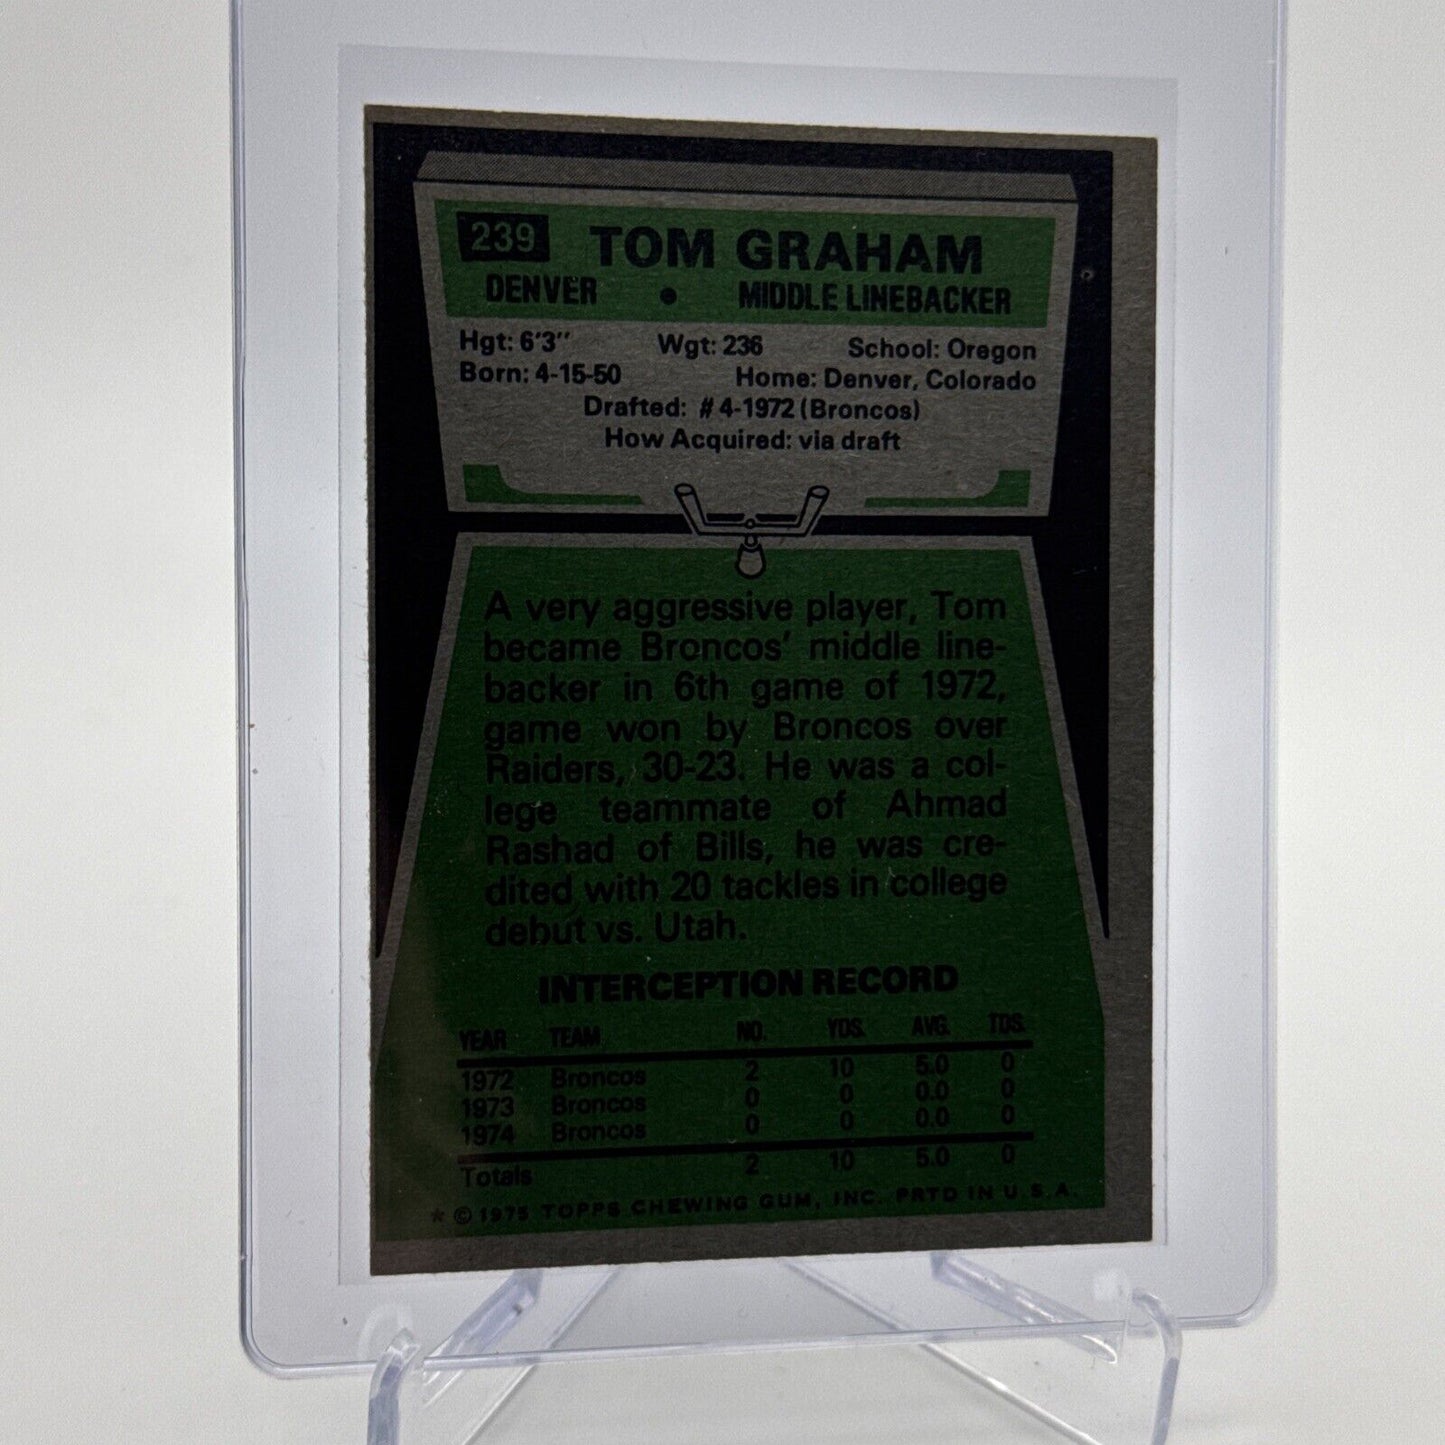 239 TOM GRAHAM
DENVER • MIDDLE LINEBACKER
Hgt: 6'3" Wgt: 236 School: Oregon
Born: 4-15-50 Home: Denver, Colorado
Drafted: #4-1972 (Broncos)
How Acquired: via draft
A very aggressive player, Tom
became Broncos' middle line-
backer in 6th game of 1972,
game won by Broncos over
Raiders, 30-23. He was a col-
lege teammate of Ahmad
Rashad of Bills, he was cre-
dited with 20 tackles in college
debut vs. Utah.
INTERCEPTION RECORD
YEAR TEAM NO. YDS. AVG. TDS.
1972 Broncos 2 10 5.0 0
1973 Broncos 0 0 0.0 0
1974 Broncos 0 0 0.0 0
Totals 2 10 5.0 0
* © 1975 TOPPS CHEWING GUM, INC. PRTD IN U.S.A.